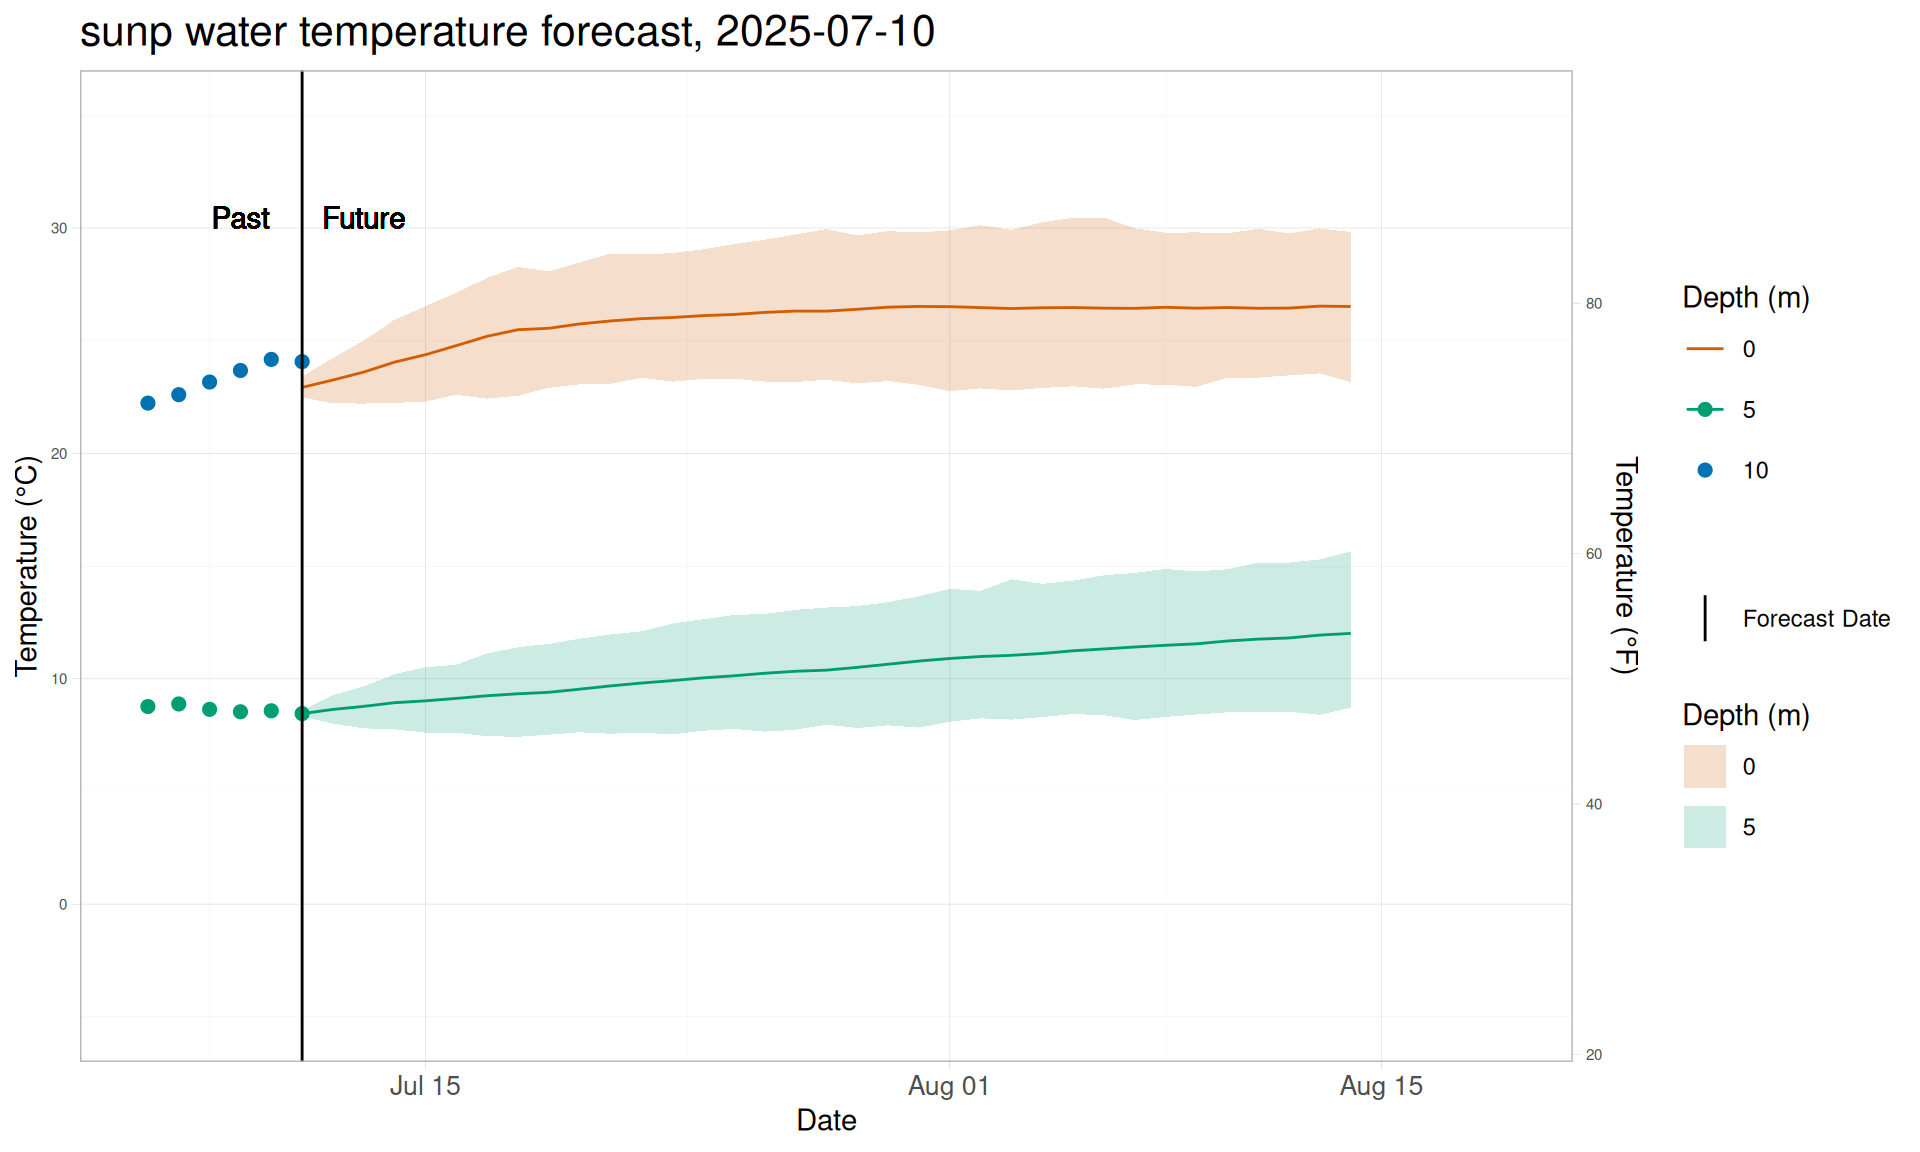 sunp water temperature forecast, 2025-07-10
Past
Future
30
20
10
0
Temperature (°C)
80
60
40
20
Temperature (°F)
Jul 15
Aug 01
Aug 15
Date
Depth (m)
0
5
10
Forecast Date
Depth (m)
0
5